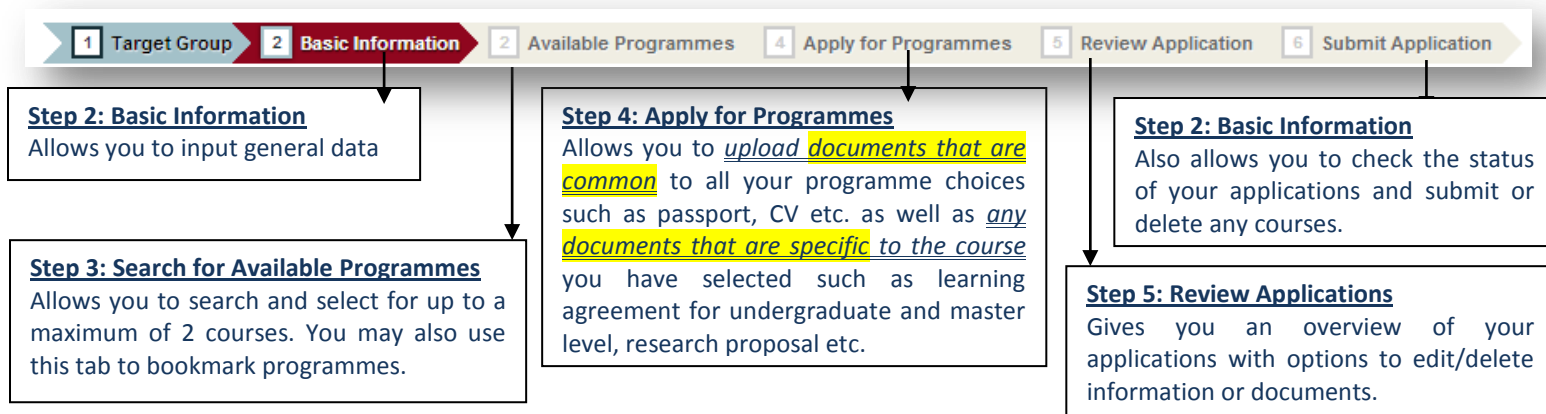 1 Target Group 2 Basic Information 2 Available Programmes 4 Apply for Programmes 5 Review Application 6 Submit Application
Step 2: Basic Information
Allows you to input general data
Step 3: Search for Available Programmes
Allows you to search and select for up to a
maximum of 2 courses. You may also use
this tab to bookmark programmes.
Step 4: Apply for Programmes
Allows you to upload documents that are
common to all your programme choices
such as passport, CV etc. as well as any
documents that are specific to the course
you have selected such as learning
agreement for undergraduate and master
level, research proposal etc.
Step 2: Basic Information
Also allows you to check the status
of your applications and submit or
delete any courses.
Step 5: Review Applications
Gives you an overview of your
applications with options to edit/delete
information or documents.